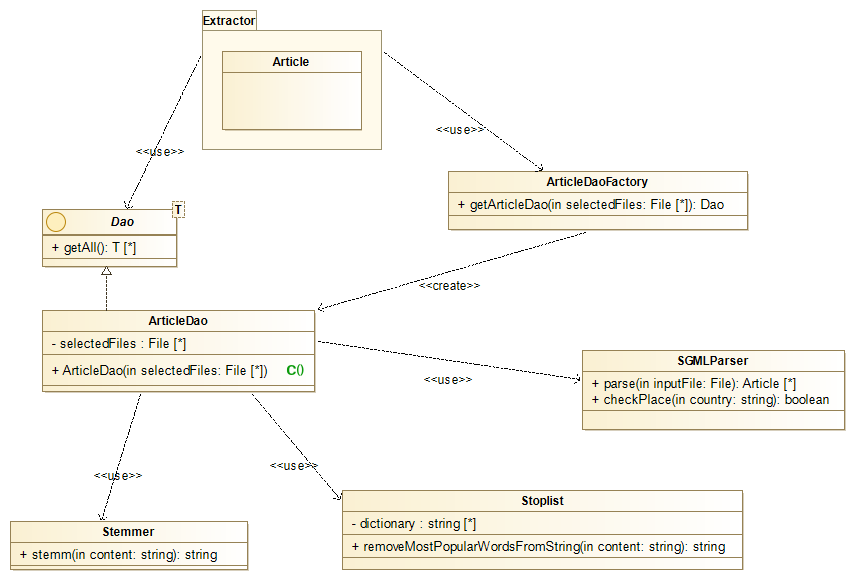 Extractor
Article
<<use>>
<<use>>
ArticleDaoFactory
+ getArticleDao(in selectedFiles: File [*]): Dao
T
Dao
+ getAll(): T [*]
<<create>>
ArticleDao
- selectedFiles : File [*]
+ ArticleDao(in selectedFiles: File [*]) C()
SGMLParser
+ parse(in inputFile: File): Article [*]
+ checkPlace(in country: string): boolean
<<use>>
<<use>>
<<use>>
Stoplist
- dictionary : string [*]
+ removeMostPopularWordsFromString(in content: string): string
Stemmer
+ stemm(in content: string): string